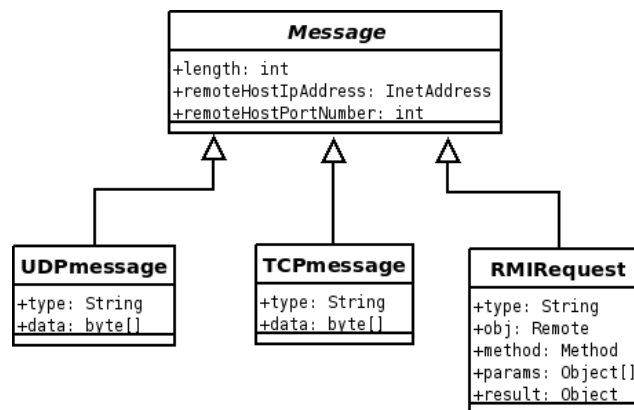 Message
+length: int
+remoteHostIpAddress: InetAddress
+remoteHostPortNumber: int
UDPmessage
+type: String
+data: byte[]
TCPmessage
+type: String
+data: byte[]
RMIRequest
+type: String
+obj: Remote
+method: Method
+params: Object[]
+result: Object